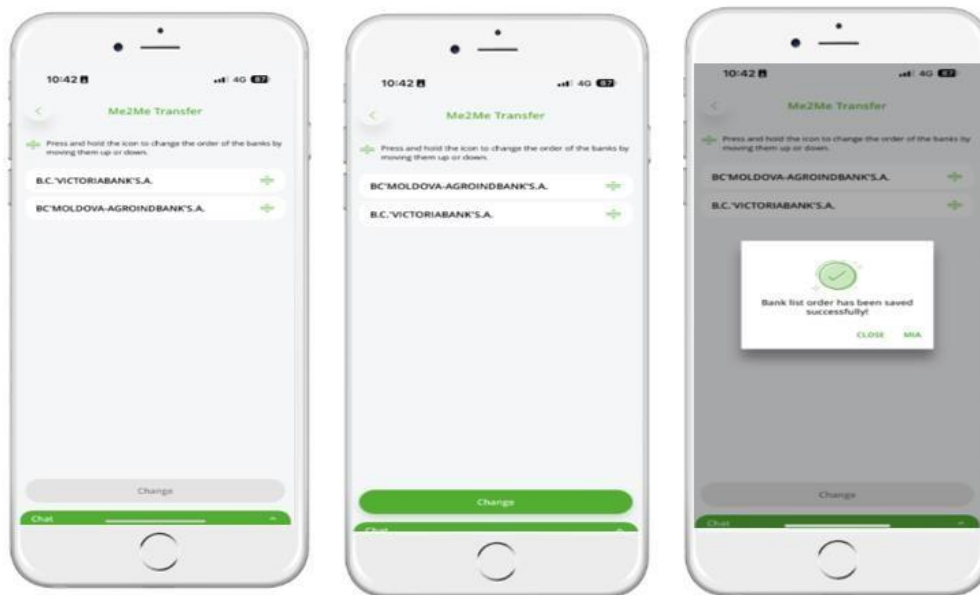 10:42
4G 87
Me2Me Transfer
Press and hold the icon to change the order of the banks by
moving them up or down.
B.C.'VICTORIABANK'S.A.
BC'MOLDOVA-AGROINDBANK'S.A.
Change
Chat
10:42
4G 87
Me2Me Transfer
Press and hold the icon to change the order of the banks by
moving them up or down.
BC'MOLDOVA-AGROINDBANK'S.A.
B.C.'VICTORIABANK'S.A.
Change
Chat
10:42
4G 87
Me2Me Transfer
Press and hold the icon to change the order of the banks by
moving them up or down.
BC'MOLDOVA-AGROINDBANK'S.A.
B.C.'VICTORIABANK'S.A.
Bank list order has been saved
successfully!
CLOSE MIA
Change
Chat